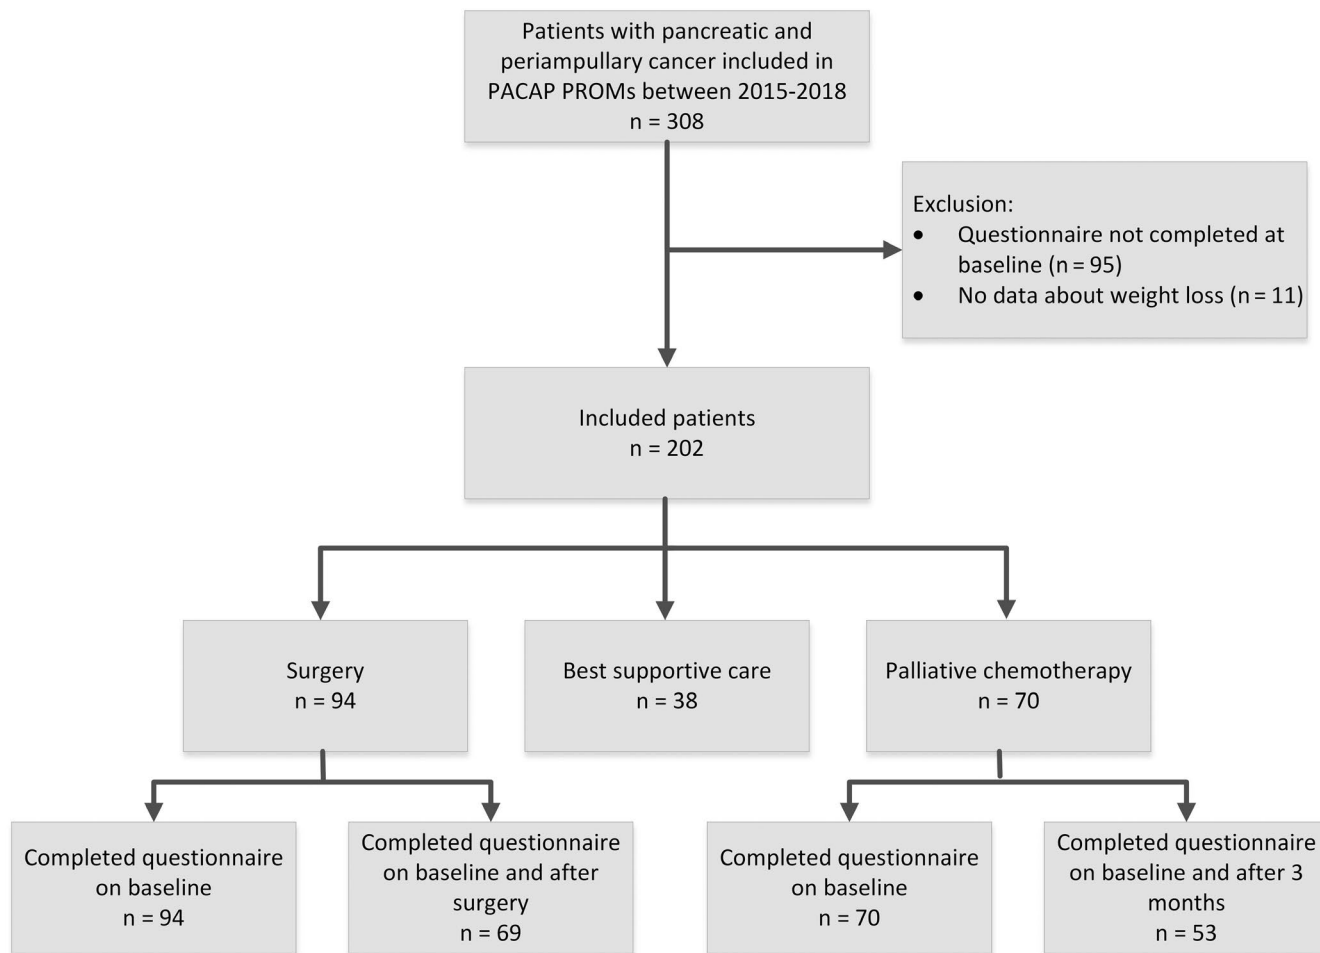 Patients with pancreatic and
periampullary cancer included in
PACAP PROMs between 2015-2018
n = 308
Exclusion:
• Questionnaire not completed at
baseline (n = 95)
• No data about weight loss (n = 11)
Included patients
n = 202
Surgery
n = 94
Best supportive care
n = 38
Palliative chemotherapy
n = 70
Completed questionnaire
on baseline
n = 94
Completed questionnaire
on baseline and after
surgery
n = 69
Completed questionnaire
on baseline
n = 70
Completed questionnaire
on baseline and after 3
months
n = 53